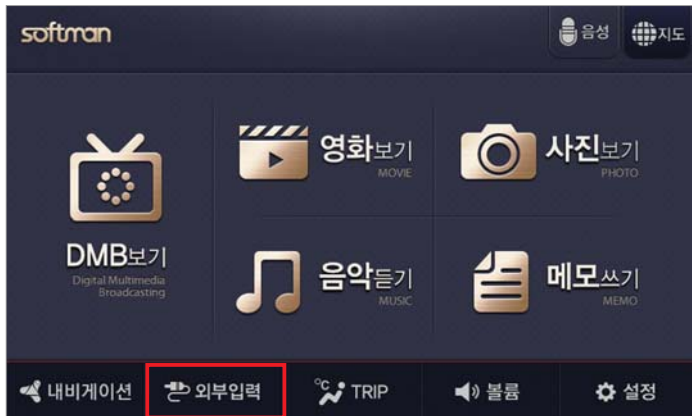 softman
음성
지도
DMB보기
Digital Multimedia
Broadcasting
영화보기
MOVIE
사진보기
PHOTO
음악듣기
MUSIC
메모쓰기
MEMO
내비게이션
외부입력
°C TRIP
볼륨
설정